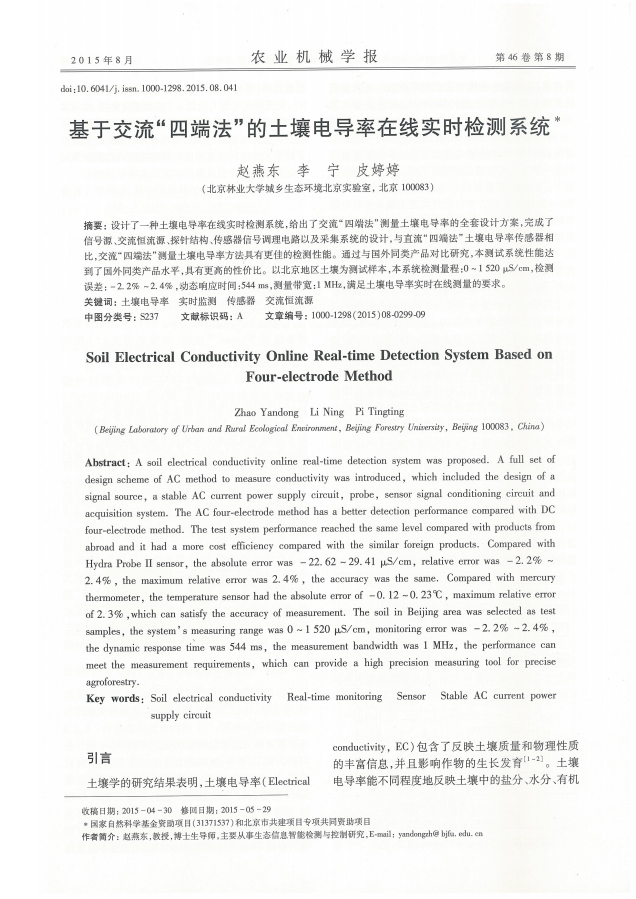 2015年8月
农业机械学报
第46卷第8期
doi:10.6041/j.issn.1000-1298.2015.08.041
基于交流“四端法”的土壤电导率在线实时检测系统*
赵燕东 李 宁 皮婷婷
(北京林业大学城乡生态环境北京实验室, 北京 100083)
摘要: 设计了一种土壤电导率在线实时检测系统,给出了交流“四端法”测量土壤电导率的全套设计方案,完成了
信号源、交流恒流源、探针结构、传感器信号调理电路以及采集系统的设计,与直流“四端法”土壤电导率传感器相
比,交流“四端法”测量土壤电导率方法具有更佳的检测性能。通过与国外同类产品对比研究,本测试系统性能达
到了国外同类产品水平,具有更高的性价比。以北京地区土壤为测试样本,本系统检测量程:0~1 520 μS/cm,检测
误差: -2.2%~2.4%,动态响应时间:544 ms,测量带宽:1 MHz,满足土壤电导率实时在线测量的要求。
关键词: 土壤电导率 实时监测 传感器 交流恒流源
中图分类号: S237 文献标识码: A 文章编号: 1000-1298(2015)08-0299-09
Soil Electrical Conductivity Online Real-time Detection System Based on
Four-electrode Method
Zhao Yandong Li Ning Pi Tingting
(Beijing Laboratory of Urban and Rural Ecological Environment, Beijing Forestry University, Beijing 100083, China)
Abstract: A soil electrical conductivity online real-time detection system was proposed. A full set of
design scheme of AC method to measure conductivity was introduced, which included the design of a
signal source, a stable AC current power supply circuit, probe, sensor signal conditioning circuit and
acquisition system. The AC four-electrode method has a better detection performance compared with DC
four-electrode method. The test system performance reached the same level compared with products from
abroad and it had a more cost efficiency compared with the similar foreign products. Compared with
Hydra Probe II sensor, the absolute error was -22.62~29.41 μS/cm, relative error was -2.2% ~
2.4%, the maximum relative error was 2.4%, the accuracy was the same. Compared with mercury
thermometer, the temperature sensor had the absolute error of -0.12~0.23℃, maximum relative error
of 2.3%,which can satisfy the accuracy of measurement. The soil in Beijing area was selected as test
samples, the system's measuring range was 0~1 520 μS/cm, monitoring error was -2.2% ~2.4%,
the dynamic response time was 544 ms, the measurement bandwidth was 1 MHz, the performance can
meet the measurement requirements, which can provide a high precision measuring tool for precise
agroforestry.
Key words: Soil electrical conductivity Real-time monitoring Sensor Stable AC current power
supply circuit
引言
土壤学的研究结果表明,土壤电导率(Electrical
conductivity, EC)包含了反映土壤质量和物理性质
的丰富信息,并且影响作物的生长发育[1-2]。土壤
电导率能不同程度地反映土壤中的盐分、水分、有机
收稿日期: 2015-04-30 修回日期: 2015-05-29
*国家自然科学基金资助项目(31371537)和北京市共建项目专项共同资助项目
作者简介: 赵燕东,教授,博士生导师,主要从事生态信息智能检测与控制研究,E-mail: yandongzh@bjfu.edu.cn